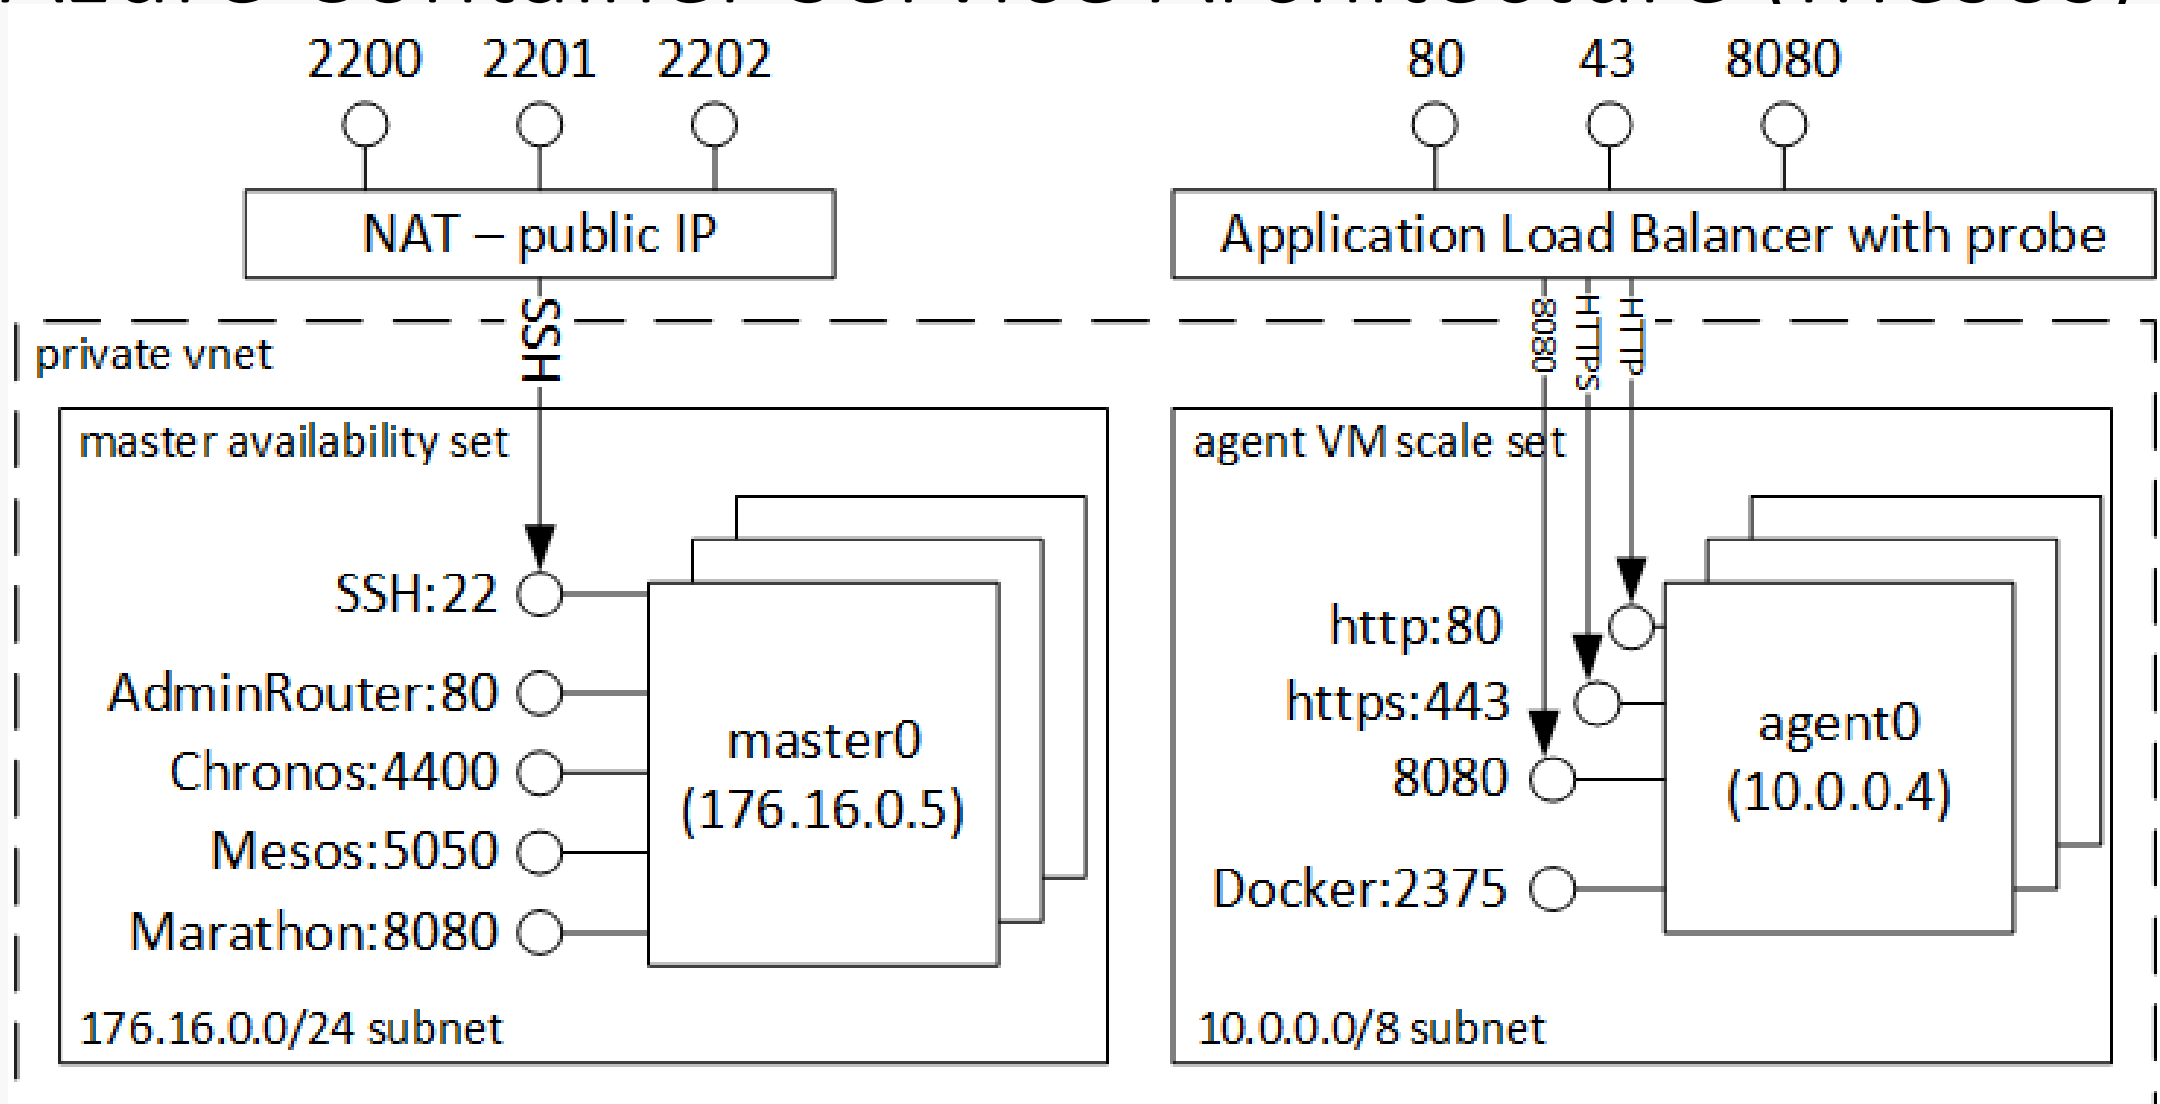 2200 2201 2202
80 43 8080
NAT – public IP
Application Load Balancer with probe
SSH
8080
HTTPS
HTTP
private vnet
master availability set
SSH:22
AdminRouter:80
Chronos:4400
Mesos:5050
Marathon:8080
master0
(176.16.0.5)
176.16.0.0/24 subnet
agent VM scale set
http:80
https:443
8080
Docker:2375
agent0
(10.0.0.4)
10.0.0.0/8 subnet